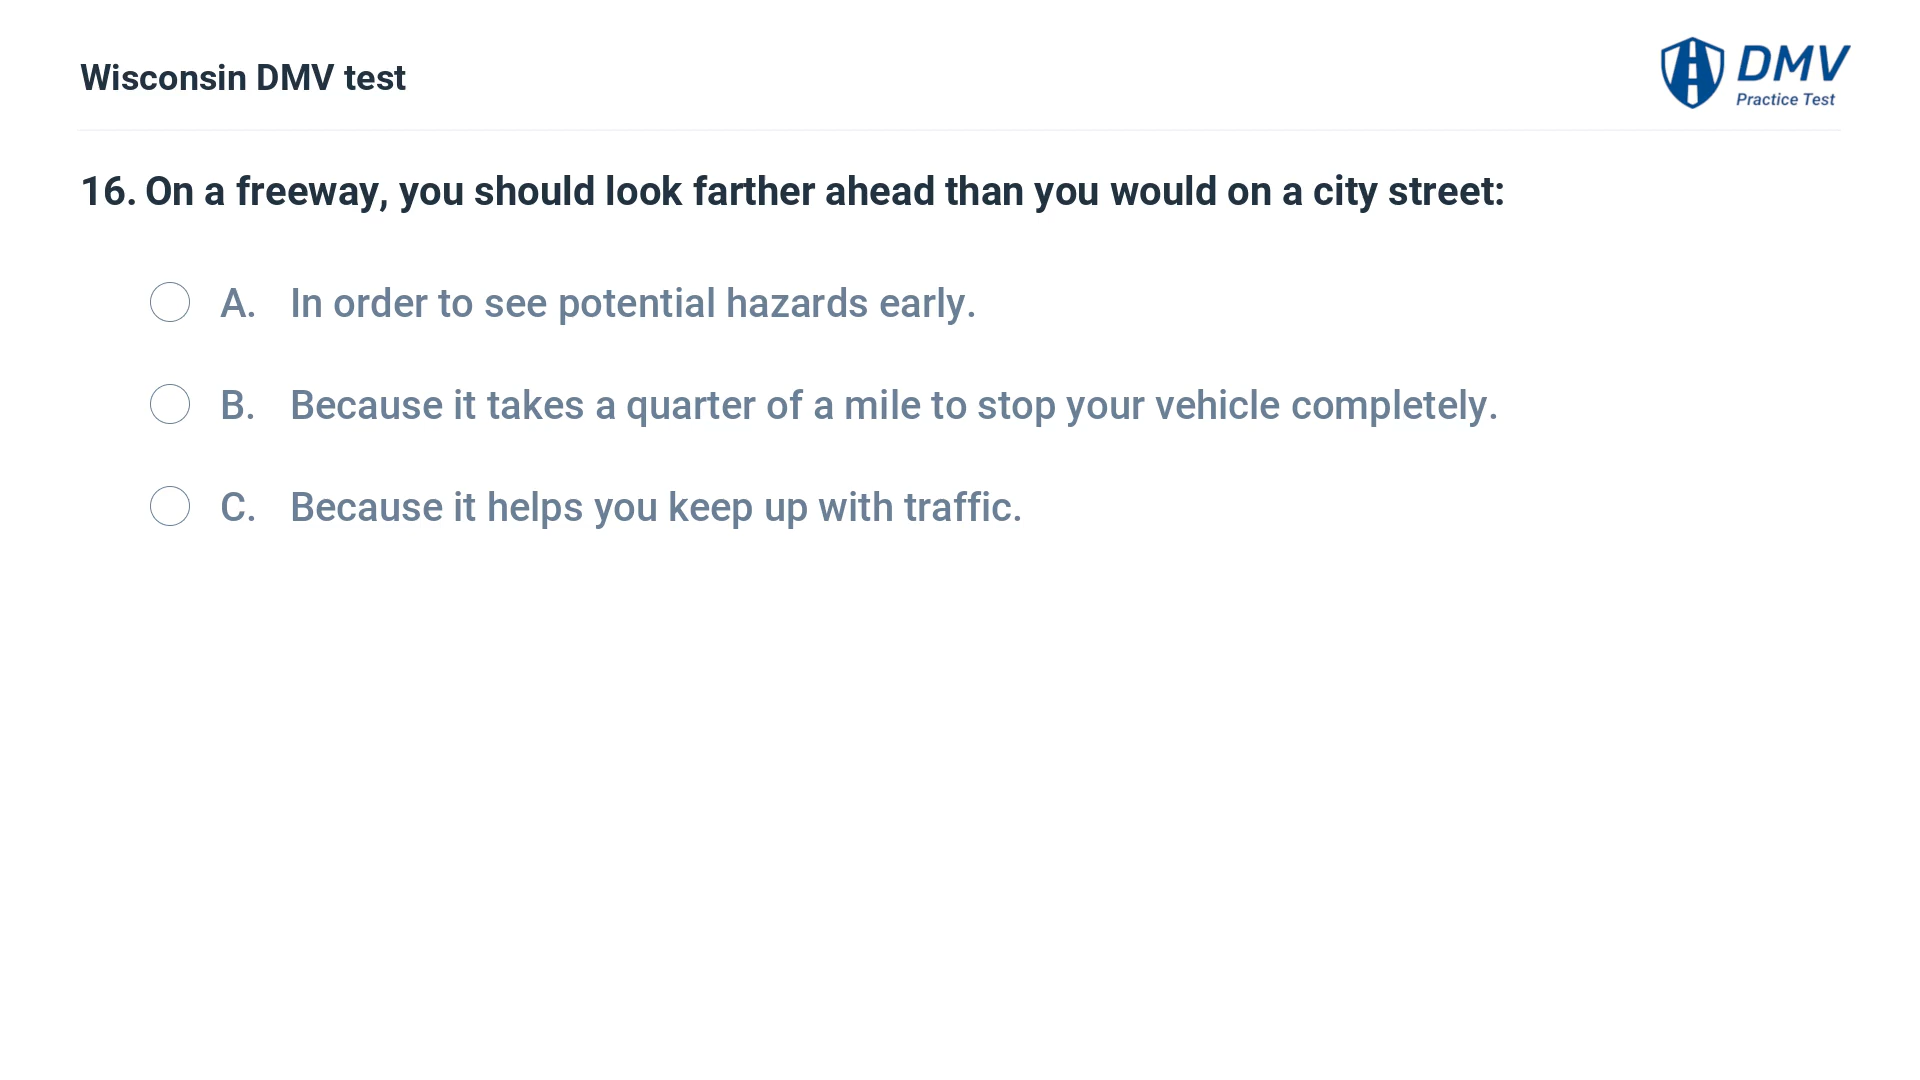 Wisconsin DMV test
DMV
Practice Test
16. On a freeway, you should look farther ahead than you would on a city street:
A. In order to see potential hazards early.
B. Because it takes a quarter of a mile to stop your vehicle completely.
C. Because it helps you keep up with traffic.